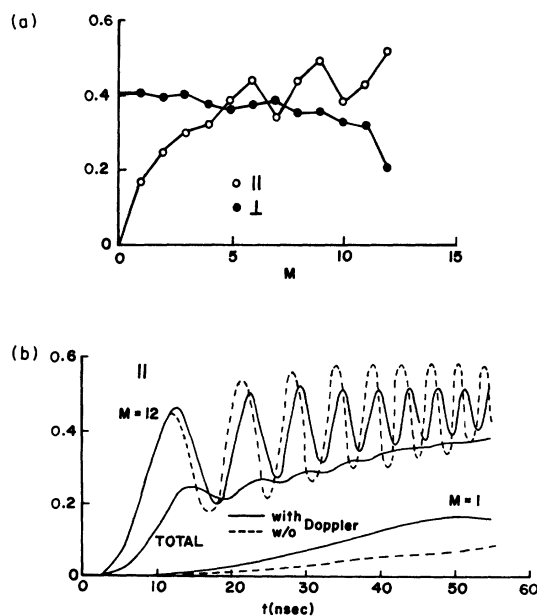 (a)
0.6
0.4
0.2
0
0 5 10 15
M
||
⊥
(b)
0.6
0.4
0.2
0
||
M = 12
TOTAL
with
w/o
Doppler
M = 1
0 10 20 30 40 50 60
t(nsec)